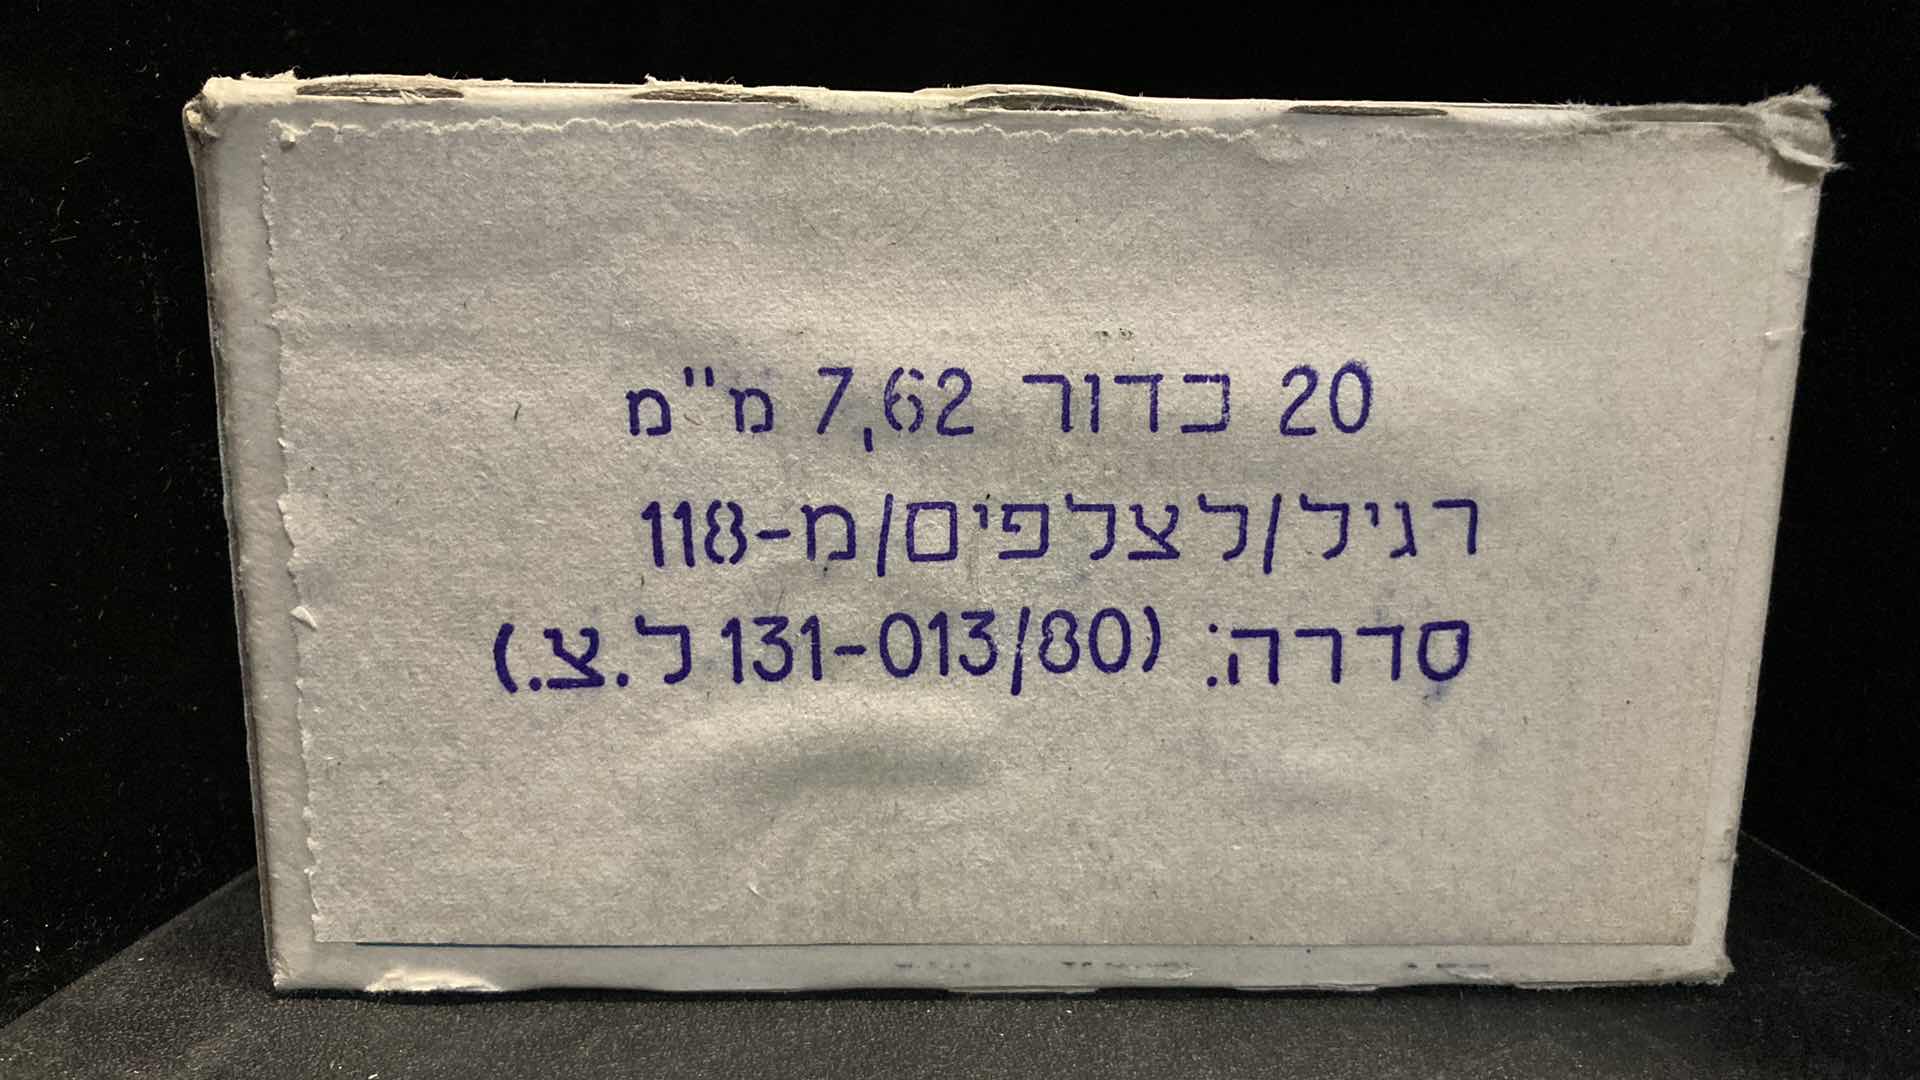 20 כדור 7,62 מ"מ
רגיל/לצלפים/מ-118
סדרה: (131-013/80 ל.צ.)